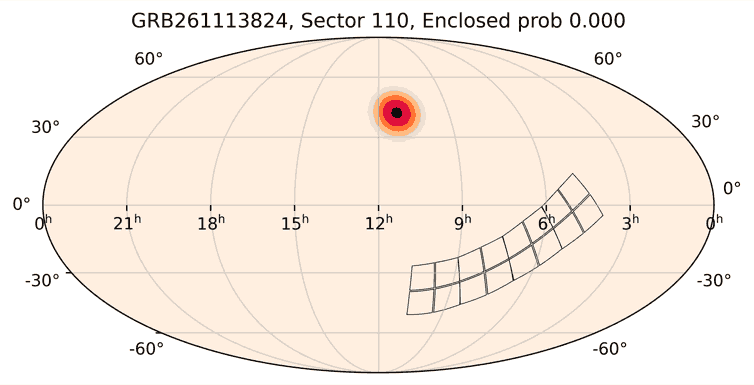 GRB261113824, Sector 110, Enclosed prob 0.000
60° 60°
30° 30°
0° 0°
0h 21h 18h 15h 12h 9h 6h 3h 0h
-30° -30°
-60° -60°